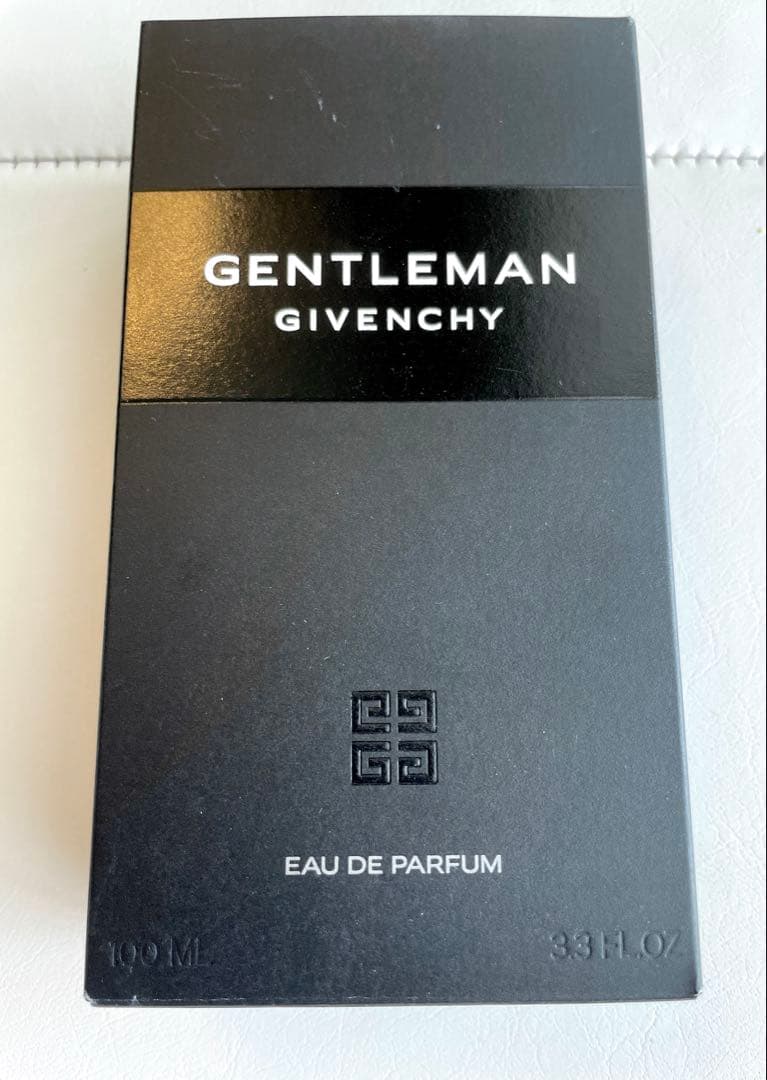 GENTLEMAN
GIVENCHY
EAU DE PARFUM
100 ML
3.3 FL.OZ